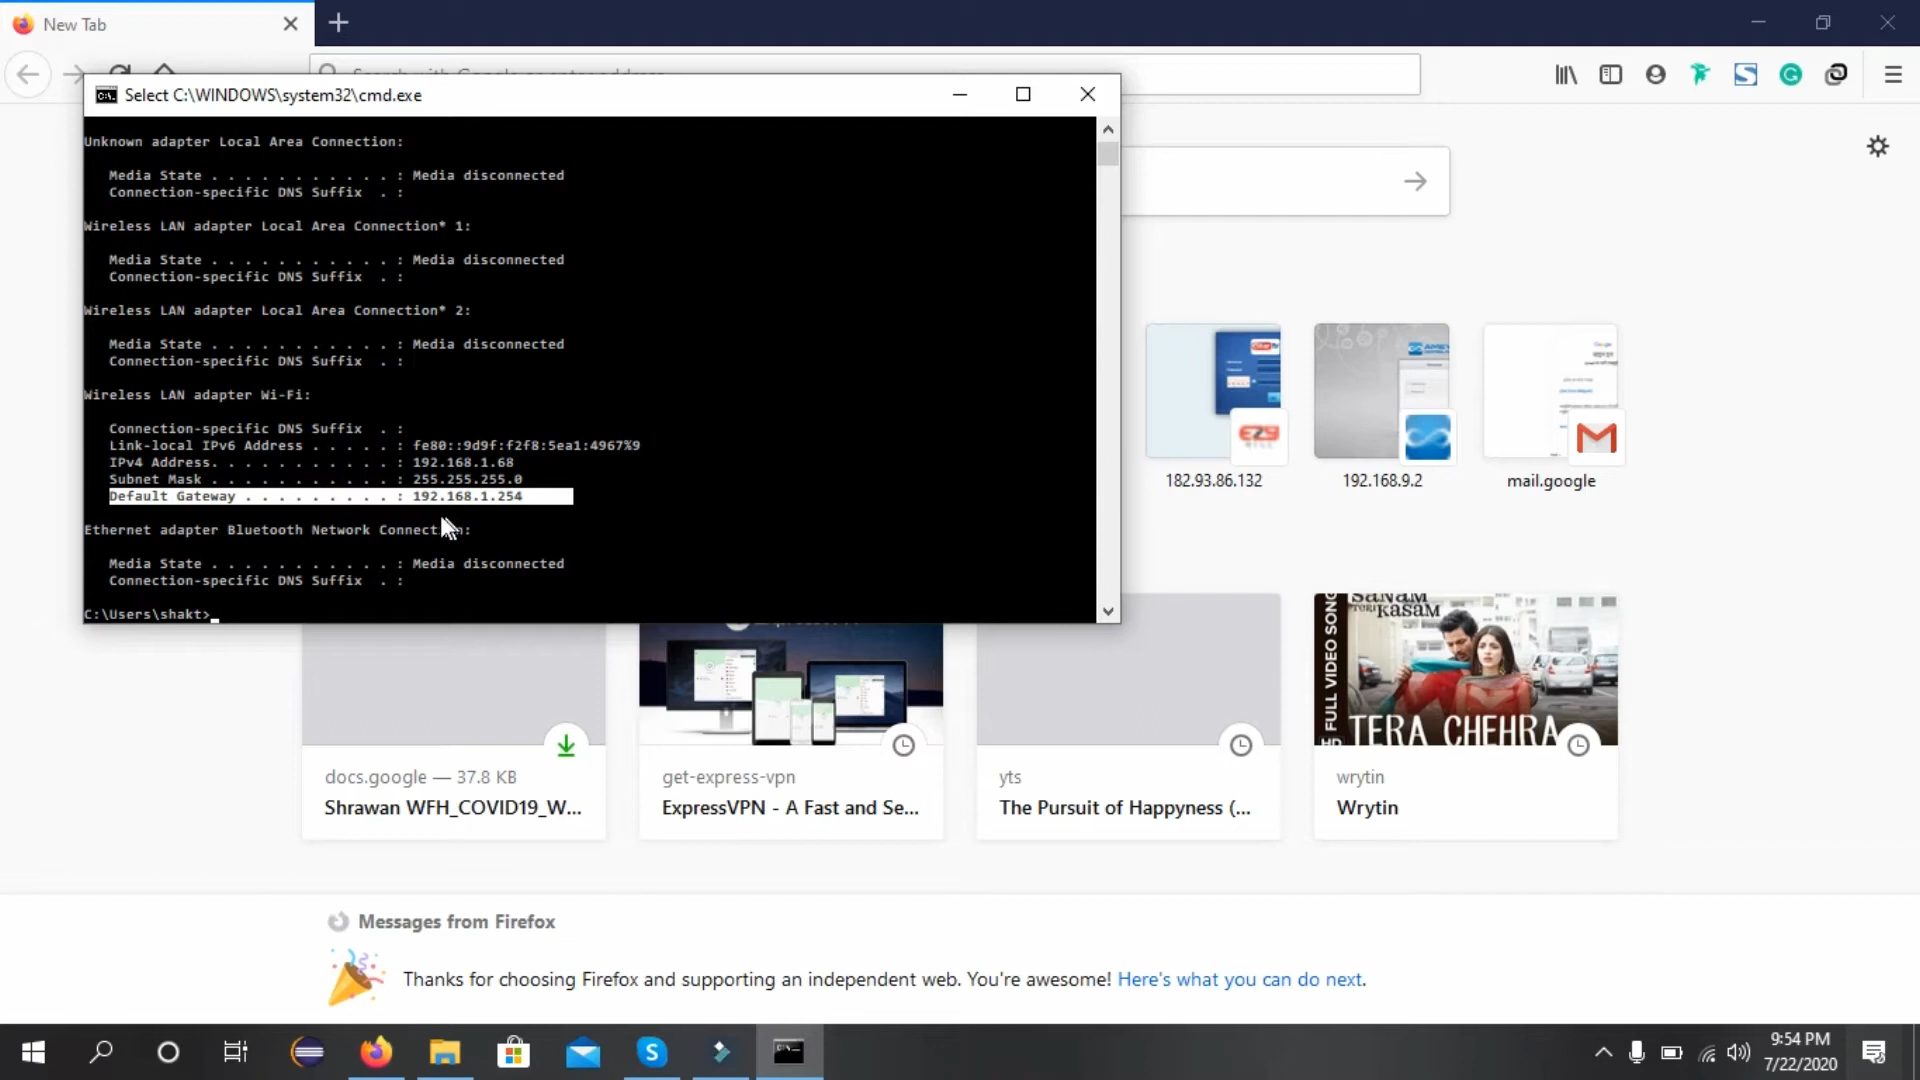 New Tab
Select C:\WINDOWS\system32\cmd.exe
Unknown adapter Local Area Connection:
Media State . . . . . . . . . . . : Media disconnected
Connection-specific DNS Suffix  . :
Wireless LAN adapter Local Area Connection* 1:
Media State . . . . . . . . . . . : Media disconnected
Connection-specific DNS Suffix  . :
Wireless LAN adapter Local Area Connection* 2:
Media State . . . . . . . . . . . : Media disconnected
Connection-specific DNS Suffix  . :
Wireless LAN adapter Wi-Fi:
Connection-specific DNS Suffix  . :
Link-local IPv6 Address . . . . . : fe80::9d9f:f2f8:5ea1:4967%9
IPv4 Address. . . . . . . . . . . : 192.168.1.68
Subnet Mask . . . . . . . . . . . : 255.255.255.0
Default Gateway . . . . . . . . . : 192.168.1.254
Ethernet adapter Bluetooth Network Connection:
Media State . . . . . . . . . . . : Media disconnected
Connection-specific DNS Suffix  . :
C:\Users\shakt>
182.93.86.132
192.168.9.2
mail.google
SANAM
TERI KASAM
FULL VIDEO SONG
TERA CHEHRA
docs.google — 37.8 KB
Shrawan WFH_COVID19_W...
get-express-vpn
ExpressVPN - A Fast and Se...
yts
The Pursuit of Happyness (...
wrytin
Wrytin
Messages from Firefox
Thanks for choosing Firefox and supporting an independent web. You're awesome! Here's what you can do next.
9:54 PM
7/22/2020